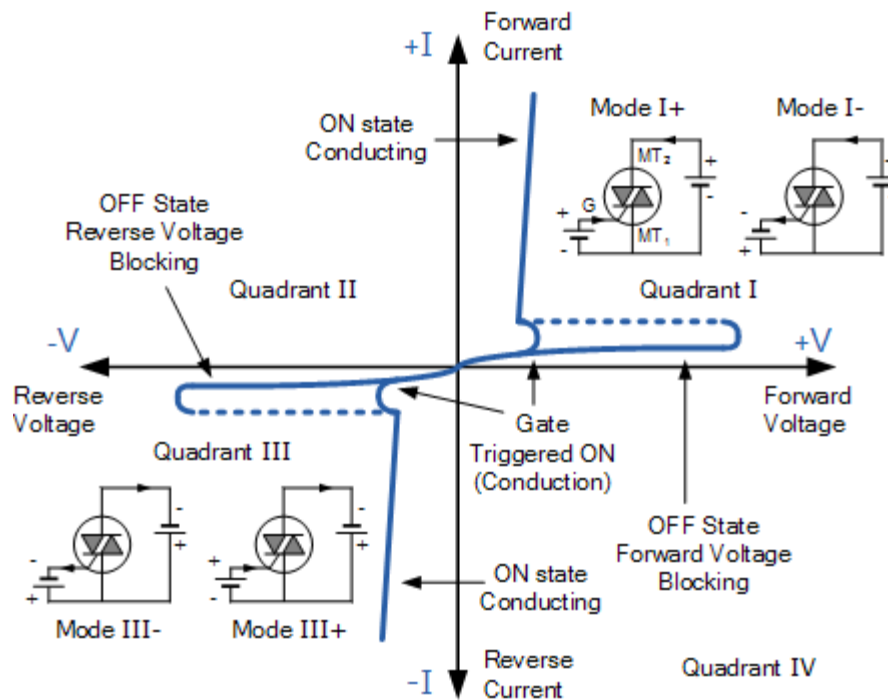 +I
Forward
Current
ON state
Conducting
Mode I+
Mode I-
MT₂
+
-
G
+
-
MT₁
+
-
-
+
OFF State
Reverse Voltage
Blocking
Quadrant II
Quadrant I
-V
+V
Reverse
Voltage
Forward
Voltage
Gate
Triggered ON
(Conduction)
Quadrant III
OFF State
Forward Voltage
Blocking
-
+
-
+
-
+
+
-
ON state
Conducting
Mode III-
Mode III+
-I
Reverse
Current
Quadrant IV